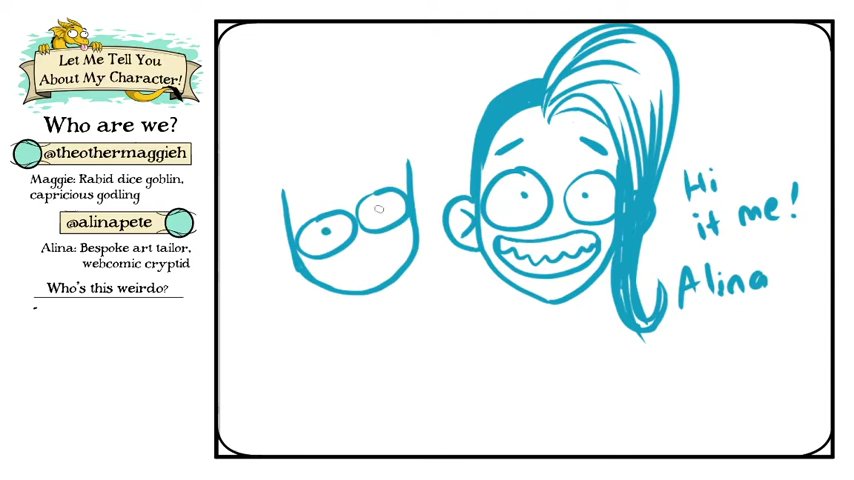 Let Me Tell You
About My Character!
Who are we?
@theothermaggieh
Maggie: Rabid dice goblin,
capricious godling
@alinapete
Alina: Bespoke art tailor,
webcomic cryptid
Who's this weirdo?
-
Hi
it me!
Alina